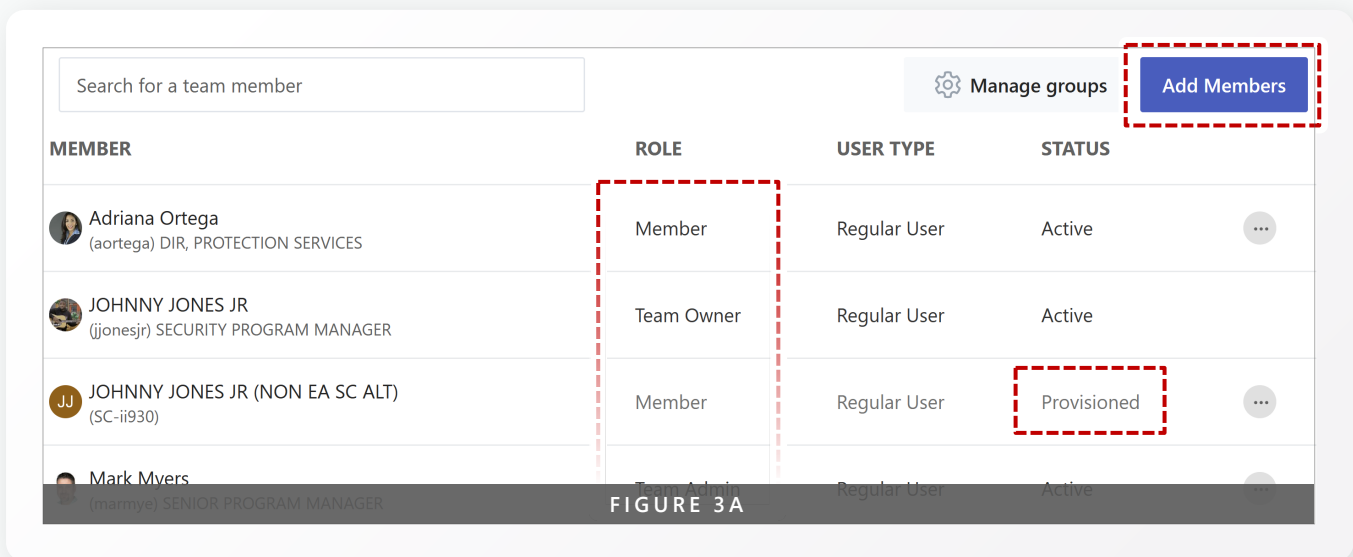 Search for a team member
Manage groups
Add Members
MEMBER ROLE USER TYPE STATUS
Adriana Ortega
(aortega) DIR, PROTECTION SERVICES
Member Regular User Active
JOHNNY JONES JR
(jjonesjr) SECURITY PROGRAM MANAGER
Team Owner Regular User Active
JJ
JOHNNY JONES JR (NON EA SC ALT)
(SC-ii930)
Member Regular User Provisioned
Mark Myers
(marmye) SENIOR PROGRAM MANAGER
Team Admin Regular User Active
FIGURE 3A